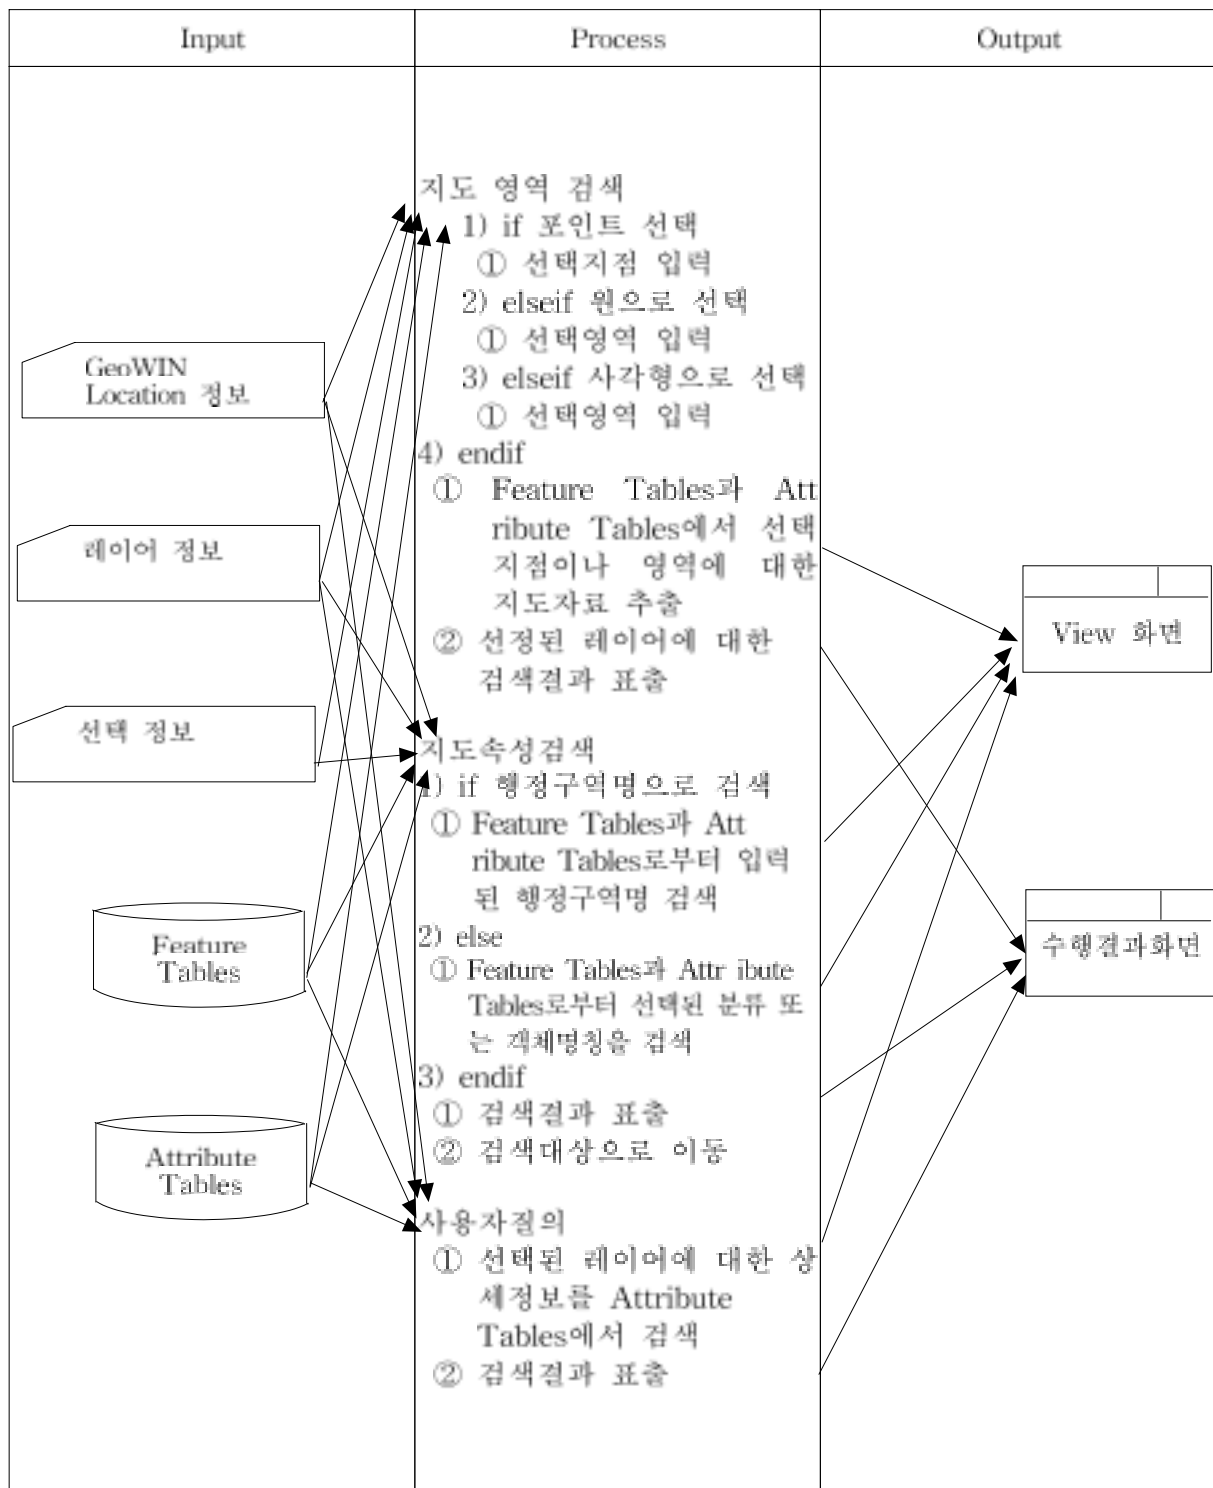 Input
Process
Output
GeoWIN
Location 정보
레이어 정보
선택 정보
Feature
Tables
Attribute
Tables
지도 영역 검색
1) if 포인트 선택
① 선택지점 입력
2) elseif 원으로 선택
① 선택영역 입력
3) elseif 사각형으로 선택
① 선택영역 입력
4) endif
① Feature Tables과 Att
ribute Tables에서 선택
지점이나 영역에 대한
지도자료 추출
② 선정된 레이어에 대한
검색결과 표출
지도속성검색
1) if 행정구역명으로 검색
① Feature Tables과 Att
ribute Tables로부터 입력
된 행정구역명 검색
2) else
① Feature Tables과 Attr ibute
Tables로부터 선택된 분류 또
는 객체명칭을 검색
3) endif
① 검색결과 표출
② 검색대상으로 이동
사용자질의
① 선택된 레이어에 대한 상
세정보를 Attribute
Tables에서 검색
② 검색결과 표출
View 화면
수행결과화면